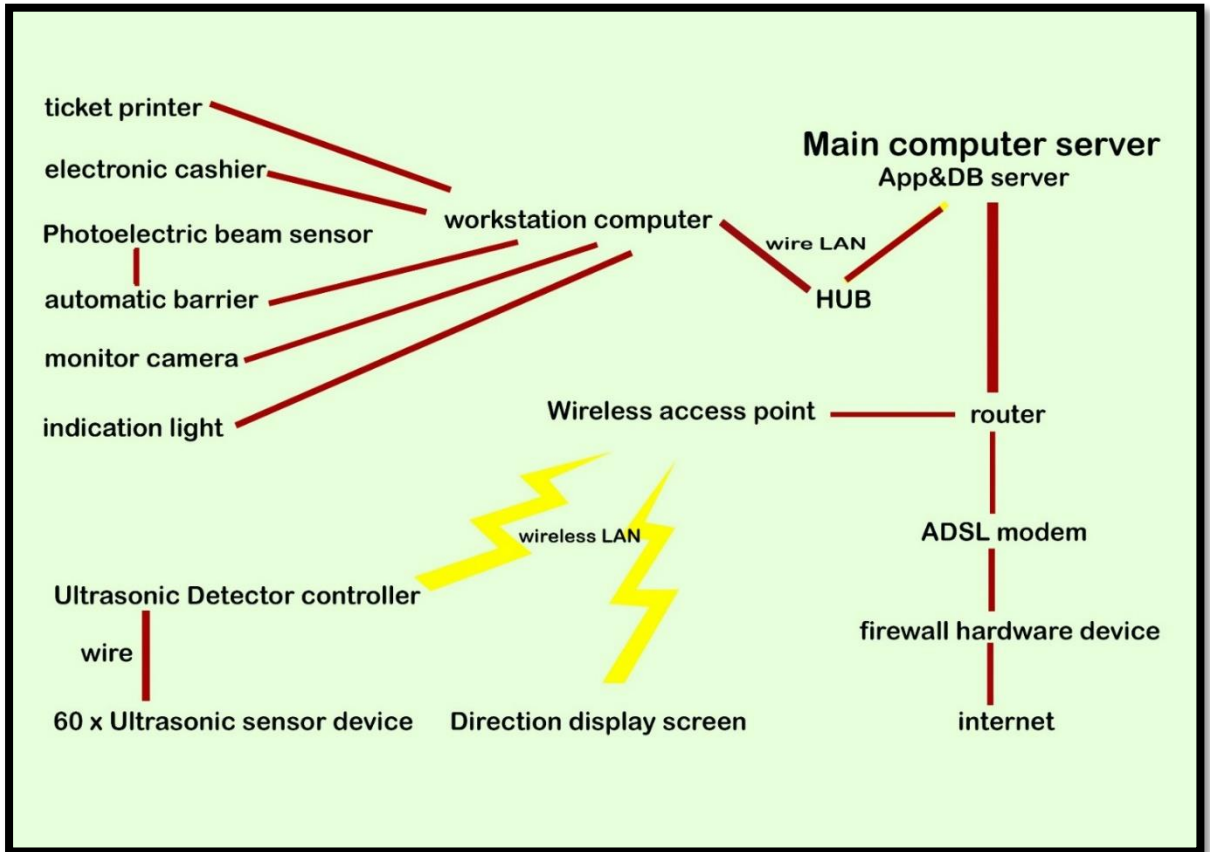 ticket printer
electronic cashier
Photoelectric beam sensor
automatic barrier
monitor camera
indication light
workstation computer
wire LAN
HUB
Main computer server
App&DB server
Wireless access point
router
wireless LAN
ADSL modem
Ultrasonic Detector controller
wire
firewall hardware device
60 x Ultrasonic sensor device
Direction display screen
internet